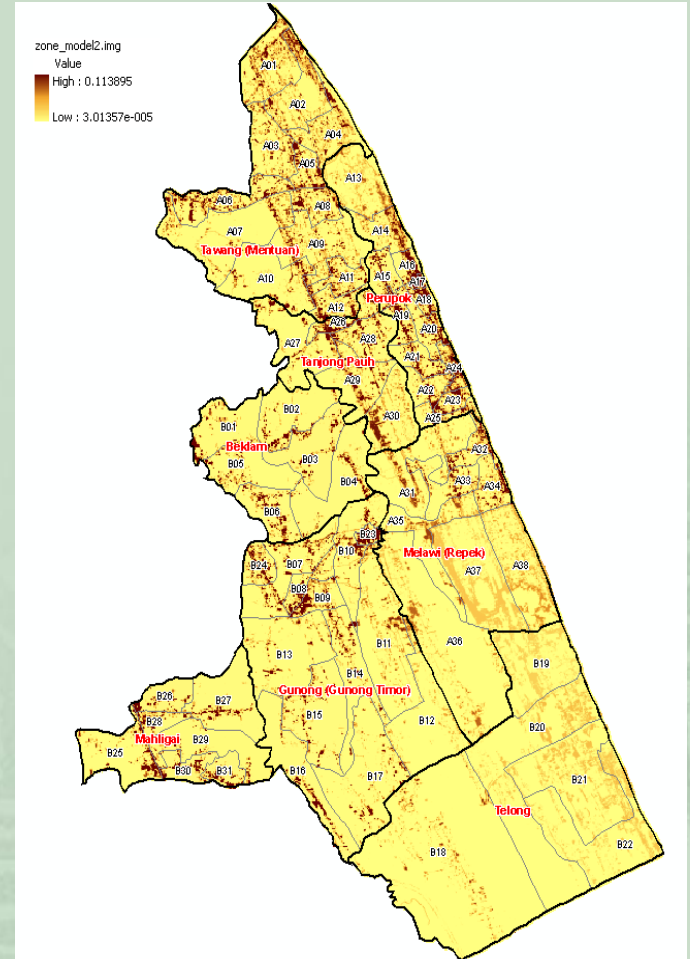 zone_model2.img
Value
High : 0.113895
Low : 3.01357e-005
A01
A02
A04
A03
A05
A13
A06
A08
A07
A14
A09
Tawang (Mentuan)
A16
A10
A11
A15
A17
Perupok
A18
A12
A19
A26
A20
A28
A27
A21
Tanjong Pauh
A24
A29
A22
A23
B02
A30
A25
B01
Beklam
A32
B03
B05
B04
A33
A34
A31
B06
A35
B23
B10
Melawi (Repek)
B24
B07
A38
A37
B08
B09
B11
A36
B13
B19
B14
Gunong (Gunong Timor)
B26
B27
B15
B12
B28
B20
Mahligai
B29
B25
B30
B31
B16
B17
B21
Telong
B18
B22